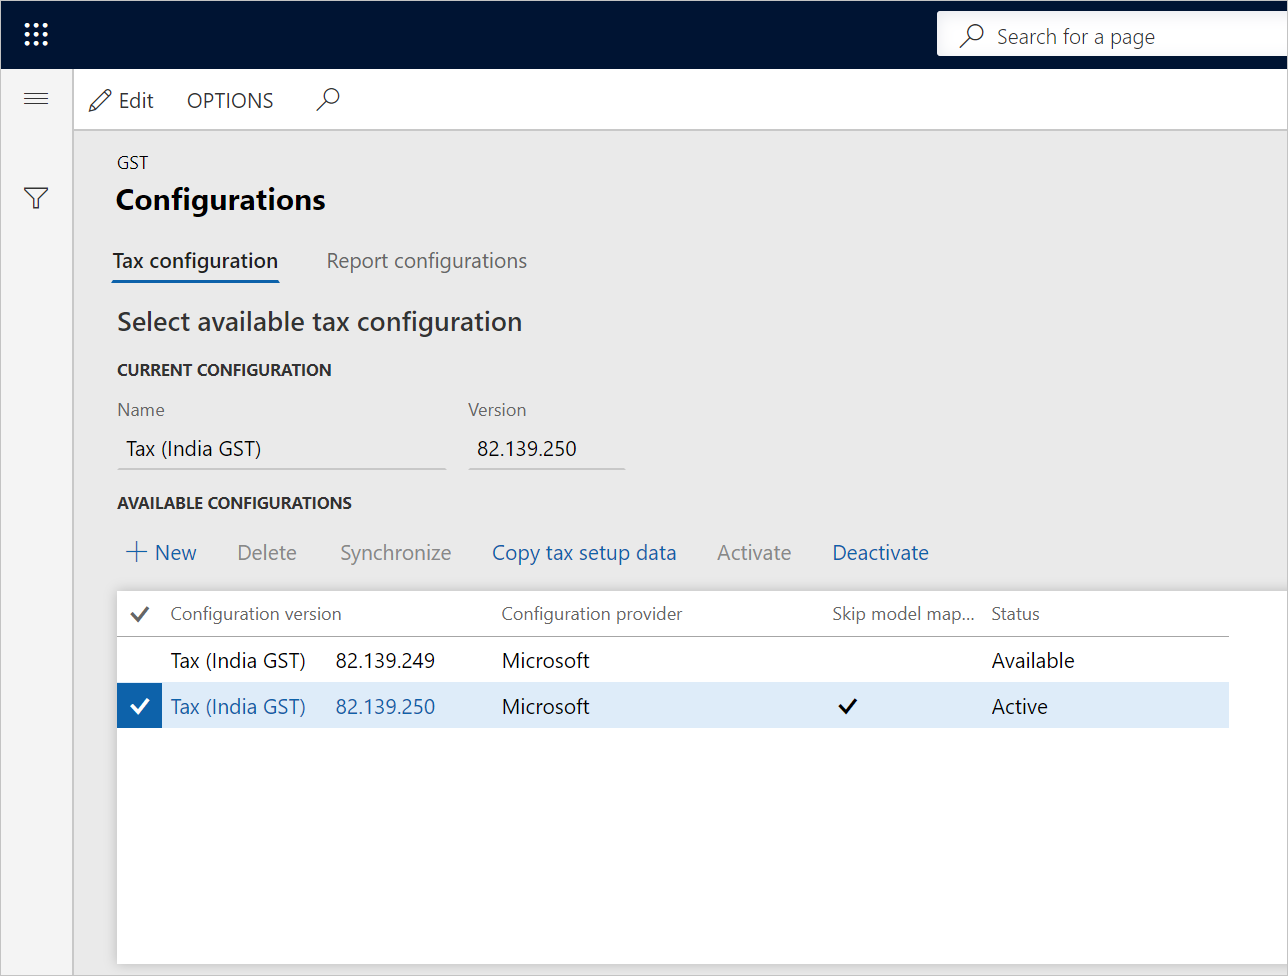 Search for a page
Edit OPTIONS
GST
Configurations
Tax configuration Report configurations
Select available tax configuration
CURRENT CONFIGURATION
Name Version
Tax (India GST) 82.139.250
AVAILABLE CONFIGURATIONS
New Delete Synchronize Copy tax setup data Activate Deactivate
Configuration version Configuration provider Skip model map... Status
Tax (India GST) 82.139.249 Microsoft Available
Tax (India GST) 82.139.250 Microsoft Active